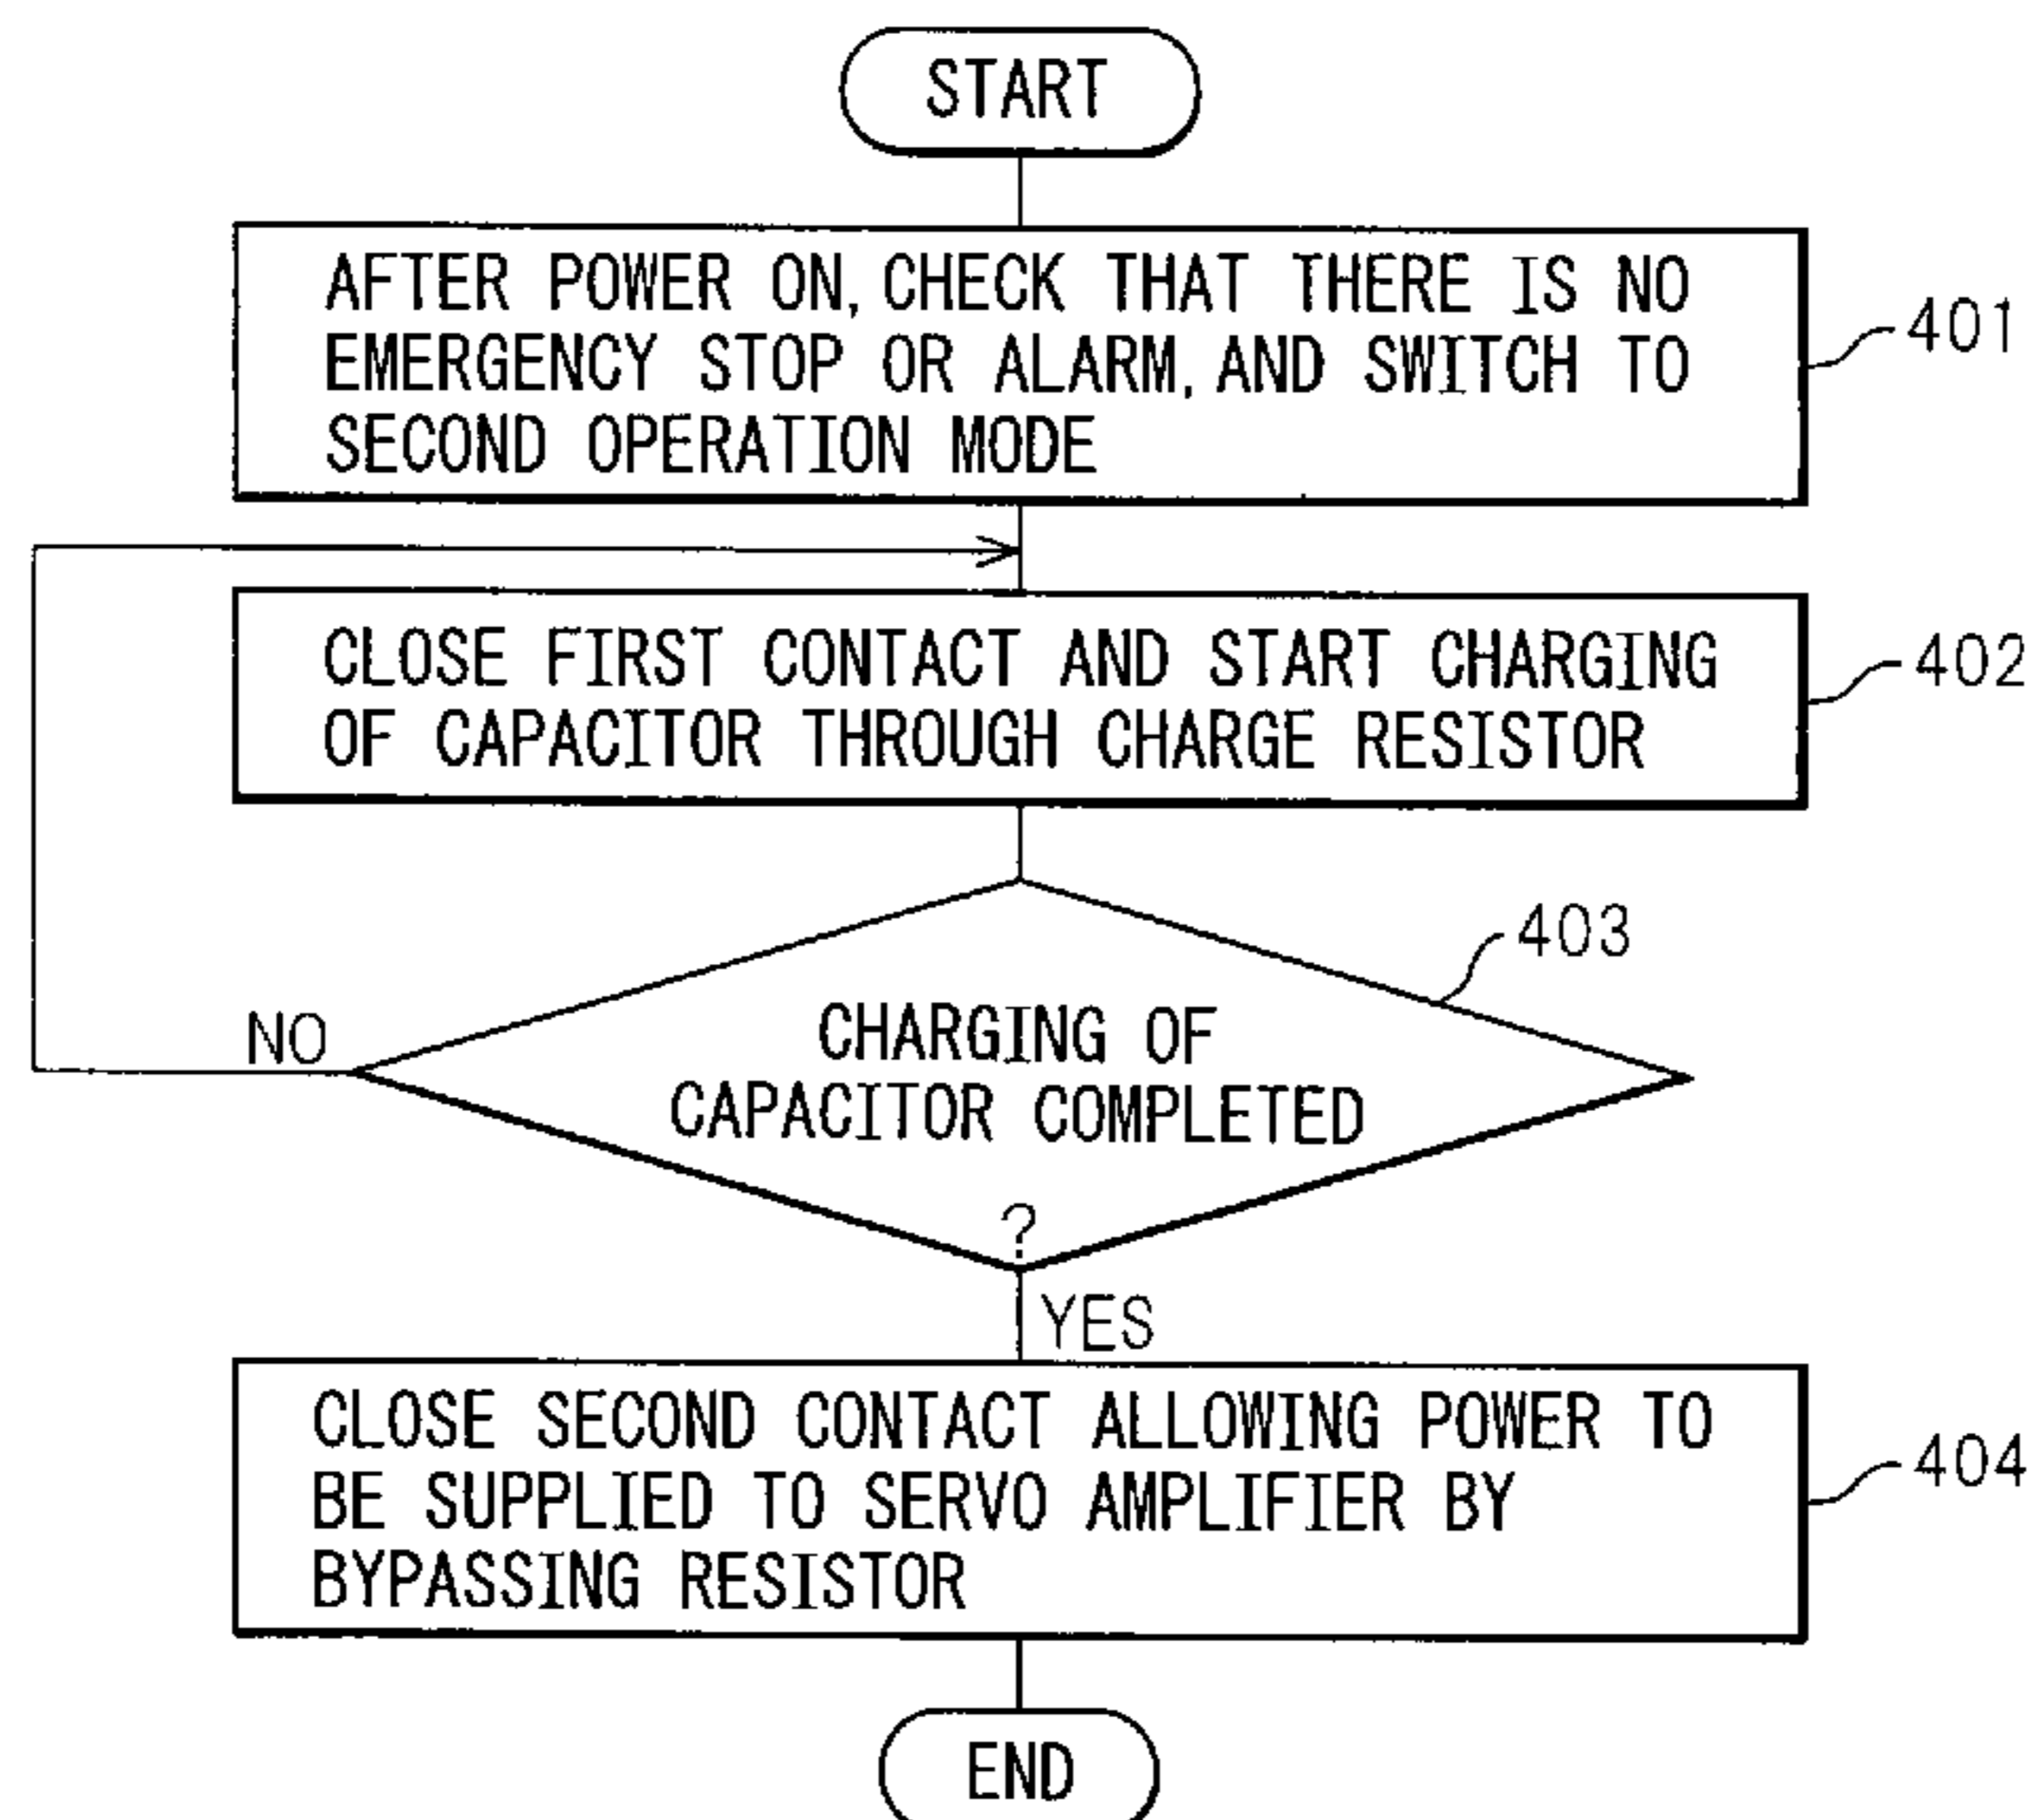 START
AFTER POWER ON, CHECK THAT THERE IS NO
EMERGENCY STOP OR ALARM, AND SWITCH TO
SECOND OPERATION MODE
401
CLOSE FIRST CONTACT AND START CHARGING
OF CAPACITOR THROUGH CHARGE RESISTOR
402
403
CHARGING OF
CAPACITOR COMPLETED
?
NO
YES
CLOSE SECOND CONTACT ALLOWING POWER TO
BE SUPPLIED TO SERVO AMPLIFIER BY
BYPASSING RESISTOR
404
END